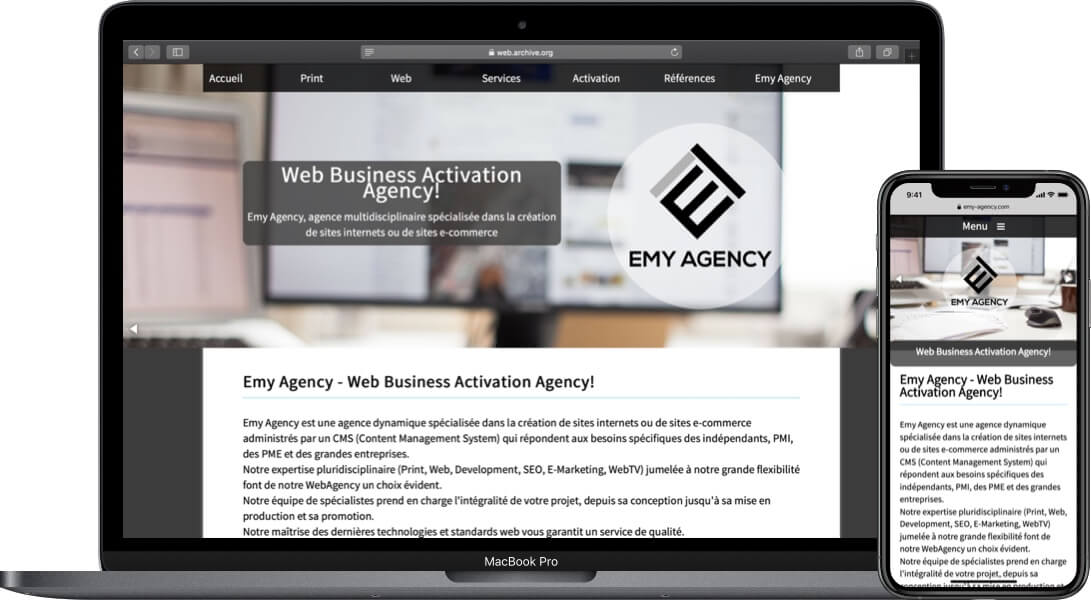 web.archive.org
Accueil Print Web Services Activation Références Emy Agency
Web Business Activation
Agency!
Emy Agency, agence multidisciplinaire spécialisée dans la création
de sites internets ou de sites e-commerce
EMY AGENCY
Emy Agency - Web Business Activation Agency!
Emy Agency est une agence dynamique spécialisée dans la création de sites internets ou de sites e-commerce
administrés par un CMS (Content Management System) qui répondent aux besoins spécifiques des indépendants, PMI,
des PME et des grandes entreprises.
Notre expertise pluridisciplinaire (Print, Web, Development, SEO, E-Marketing, WebTV) jumelée à notre grande flexibilité
font de notre WebAgency un choix évident.
Notre équipe de spécialistes prend en charge l'intégralité de votre projet, depuis sa conception jusqu'à sa mise en
production et sa promotion.
Notre maîtrise des dernières technologies et standards web vous garantit un service de qualité.
MacBook Pro
9:41
emy-agency.com
Menu
EMY AGENCY
Web Business Activation Agency!
Emy Agency - Web Business
Activation Agency!
Emy Agency est une agence dynamique
spécialisée dans la création de sites internets
ou de sites e-commerce administrés par un
CMS (Content Management System) qui
répondent aux besoins spécifiques des
indépendants, PMI, des PME et des grandes
entreprises.
Notre expertise pluridisciplinaire (Print, Web,
Development, SEO, E-Marketing, WebTV)
jumelée à notre grande flexibilité font de
notre WebAgency un choix évident.
Notre équipe de spécialistes prend en charge
l'intégralité de votre projet, depuis sa
conception jusqu'à sa mise en production et